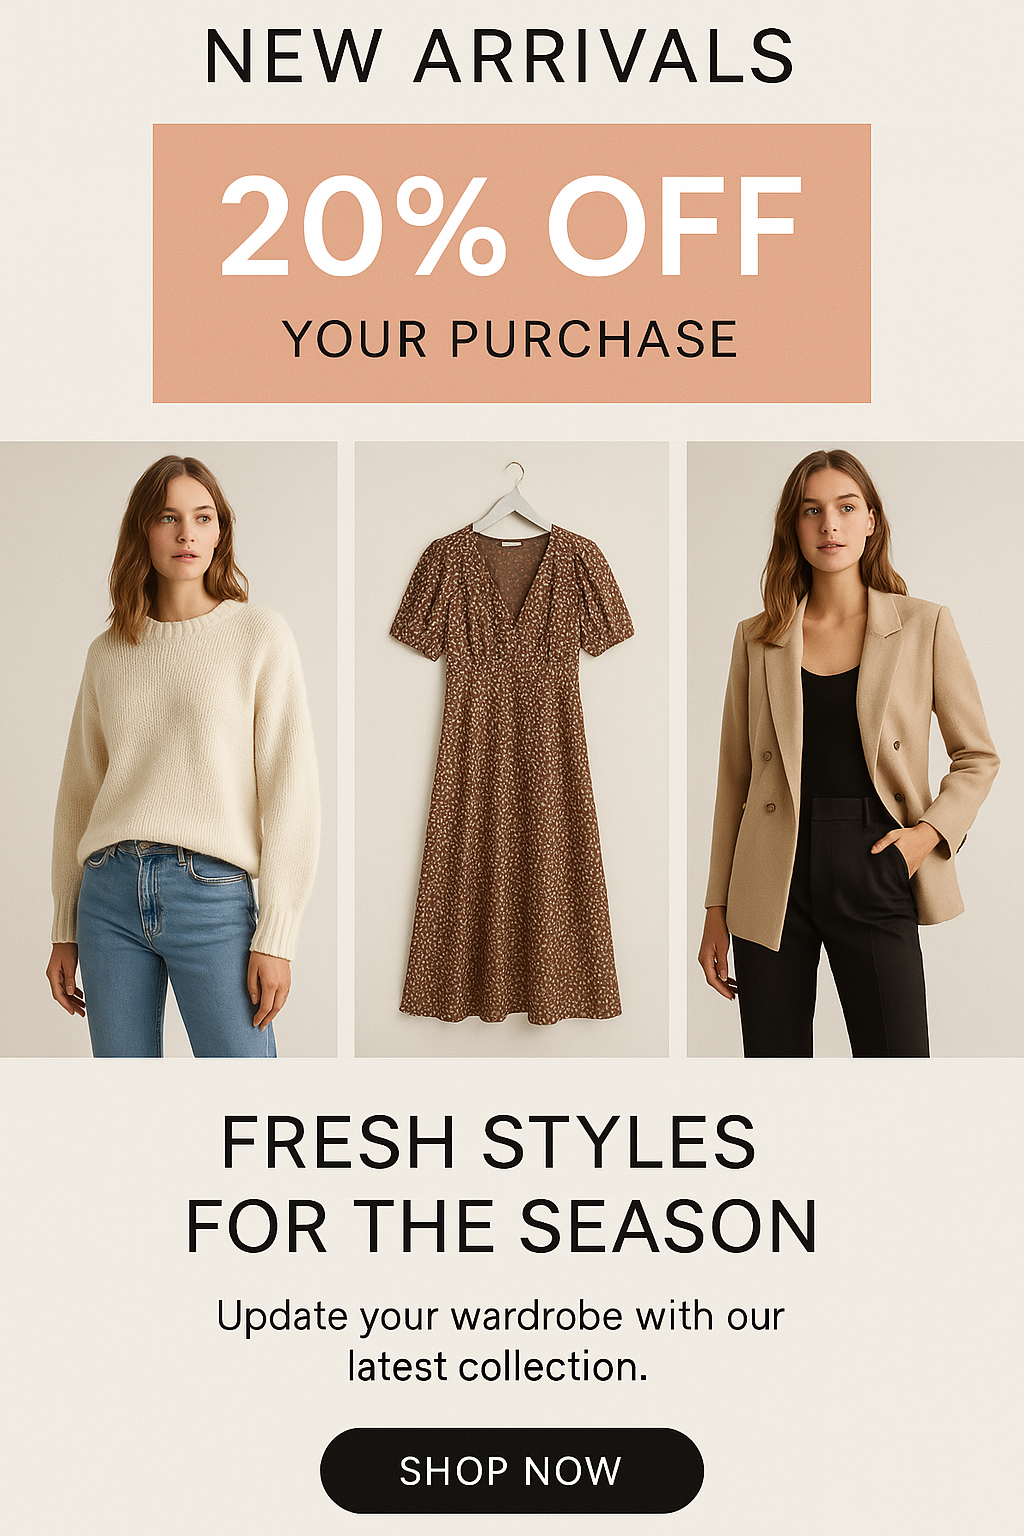 NEW ARRIVALS
20% OFF
YOUR PURCHASE
FRESH STYLES
FOR THE SEASON
Update your wardrobe with our
latest collection.
SHOP NOW